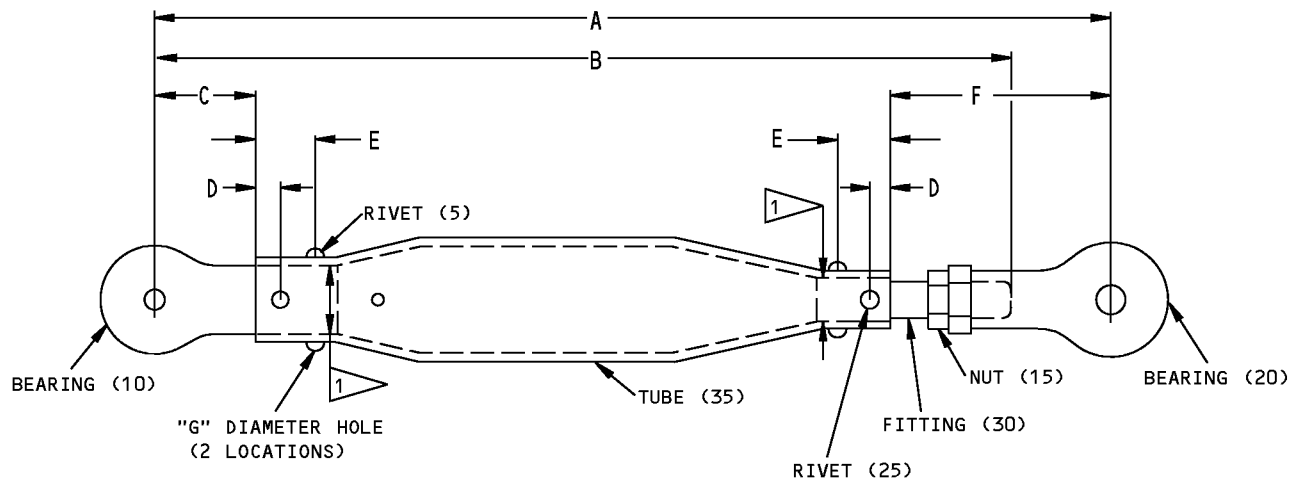 A
B
C
F
E
E
D
D
1
RIVET (5)
1
BEARING (10)
NUT (15)
BEARING (20)
TUBE (35)
"G" DIAMETER HOLE
(2 LOCATIONS)
FITTING (30)
RIVET (25)